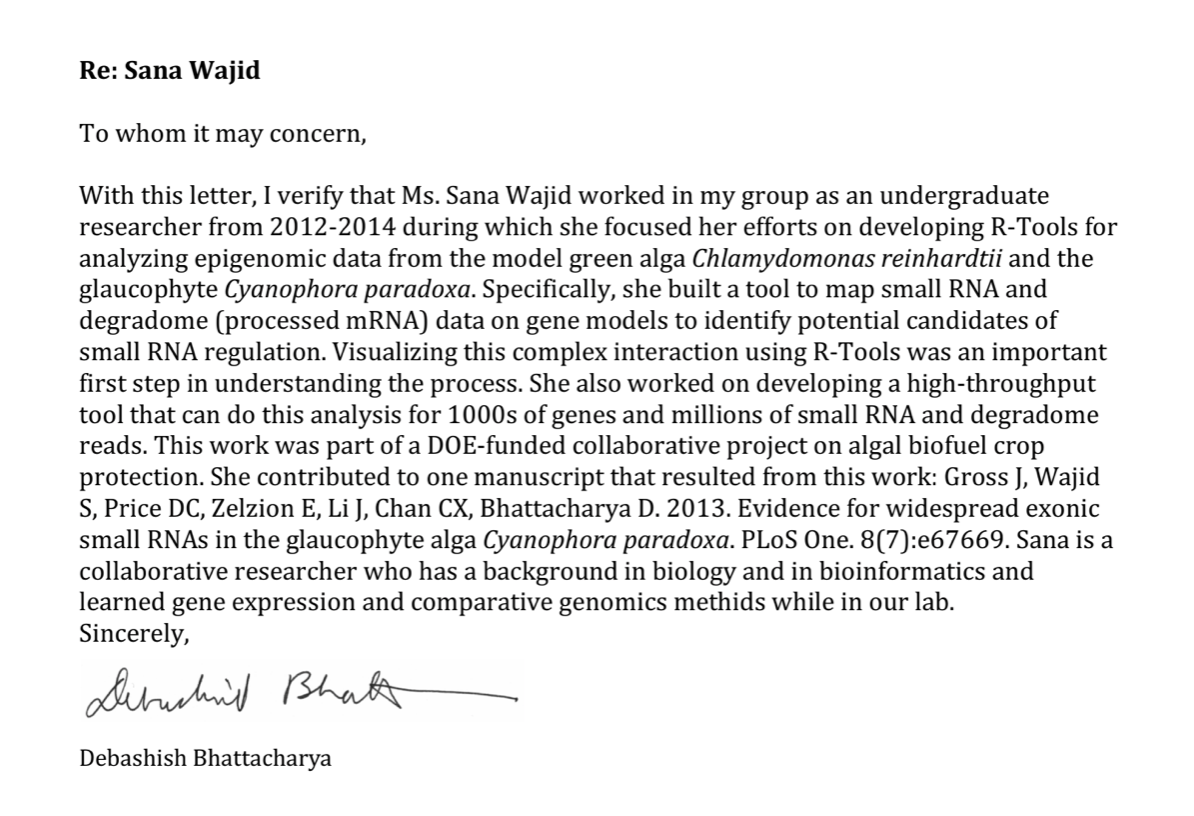 Re: Sana Wajid
To whom it may concern,
With this letter, I verify that Ms. Sana Wajid worked in my group as an undergraduate
researcher from 2012-2014 during which she focused her efforts on developing R-Tools for
analyzing epigenomic data from the model green alga Chlamydomonas reinhardtii and the
glaucophyte Cyanophora paradoxa. Specifically, she built a tool to map small RNA and
degradome (processed mRNA) data on gene models to identify potential candidates of
small RNA regulation. Visualizing this complex interaction using R-Tools was an important
first step in understanding the process. She also worked on developing a high-throughput
tool that can do this analysis for 1000s of genes and millions of small RNA and degradome
reads. This work was part of a DOE-funded collaborative project on algal biofuel crop
protection. She contributed to one manuscript that resulted from this work: Gross J, Wajid
S, Price DC, Zelzion E, Li J, Chan CX, Bhattacharya D. 2013. Evidence for widespread exonic
small RNAs in the glaucophyte alga Cyanophora paradoxa. PLoS One. 8(7):e67669. Sana is a
collaborative researcher who has a background in biology and in bioinformatics and
learned gene expression and comparative genomics methids while in our lab.
Sincerely,
Debashish Bhatt
Debashish Bhattacharya